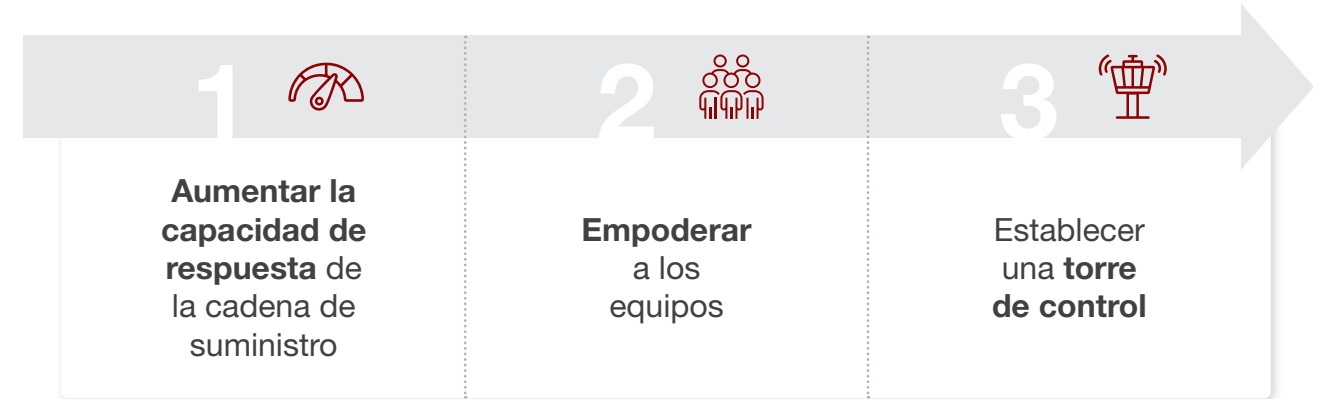 1
Aumentar la
capacidad de
respuesta de
la cadena de
suministro
2
Empoderar
a los
equipos
3
Establecer
una torre
de control